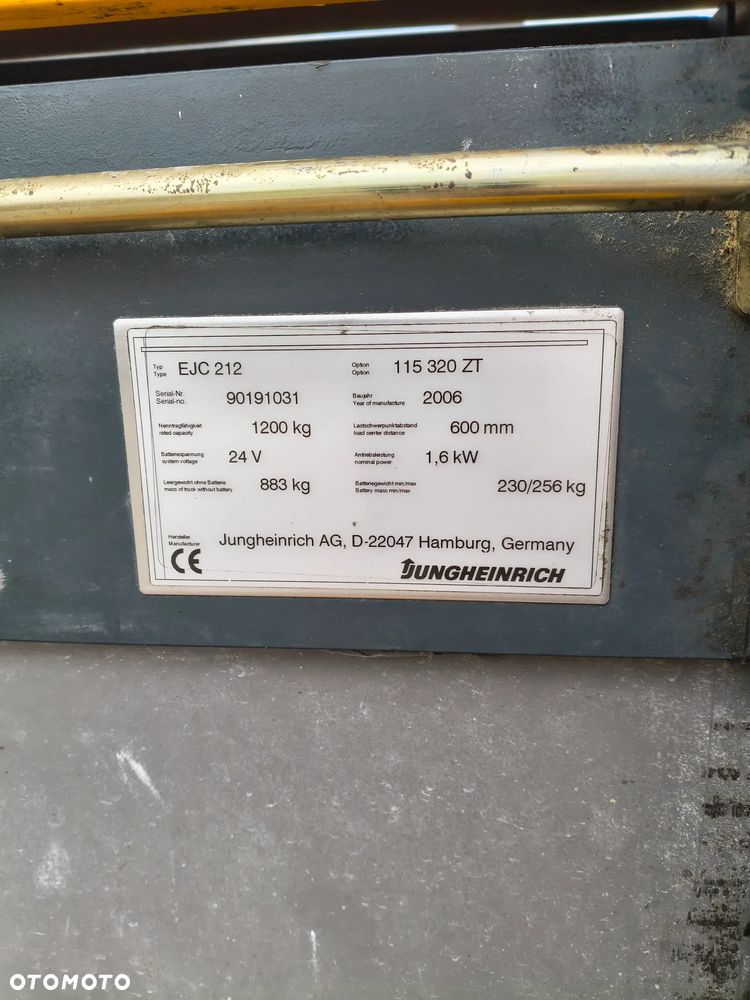 Typ EJC 212 Option 115 320 ZT
Type Option
Serial-Nr. 90191031 Baujahr 2006
Serial-no. Year of manufacture
Nenntragfähigkeit 1200 kg Lastschwerpunktabstand 600 mm
rated capacity load center distance
Batteriespannung 24 V Antriebsleistung 1,6 kW
system voltage nominal power
Leergewicht ohne Batterie 883 kg Batteriegewicht min/max 230/256 kg
mass of truck without battery Battery mass min/max
Hersteller
Manufacturer Jungheinrich AG, D-22047 Hamburg, Germany
CE JUNGHEINRICH
OTOMOTO